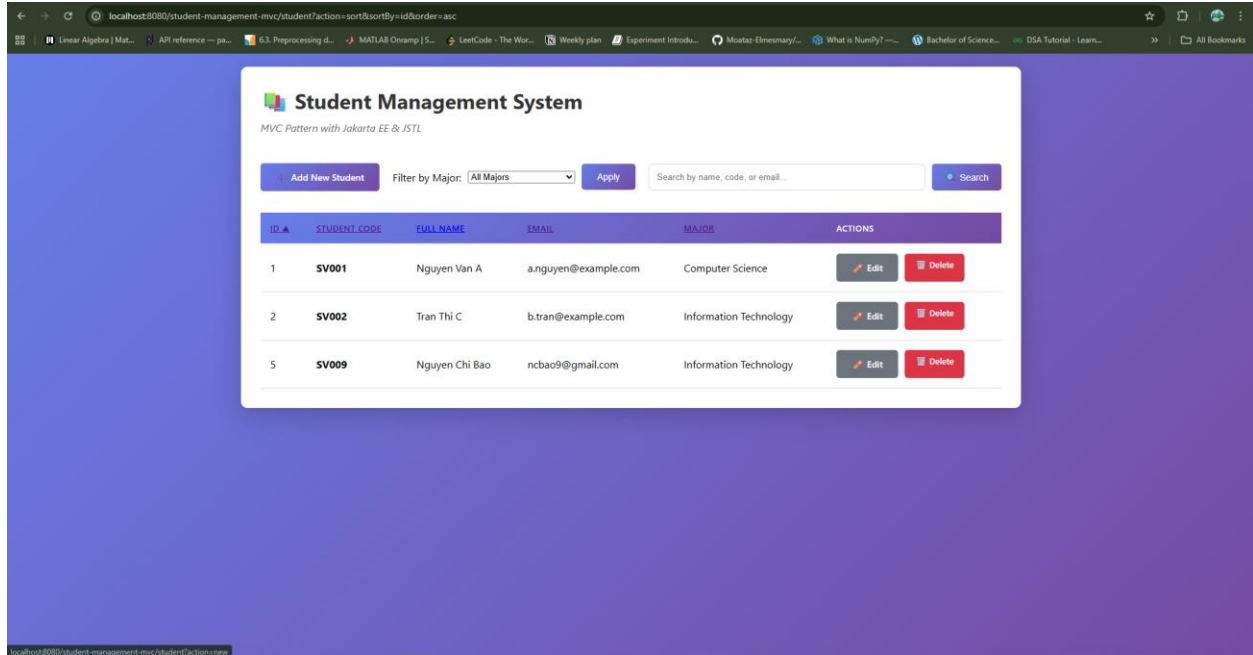 localhost:8080/student-management-mvc/student?action=sort&sortBy=id&order=asc
Linear Algebra | Mat... API reference — pa... 6.3. Preprocessing d... MATLAB Onramp | S... LeetCode - The Wor... Weekly plan Experiment Introdu... Moataz-Elmesmary/... What is NumPy? —... Bachelor of Science... DSA Tutorial - Learn... >> All Bookmarks
Student Management System
MVC Pattern with Jakarta EE & JSTL
Add New Student Filter by Major: All Majors Apply Search by name, code, or email... Search
ID ▲ STUDENT CODE FULL NAME EMAIL MAJOR ACTIONS
1 SV001 Nguyen Van A a.nguyen@example.com Computer Science Edit Delete
2 SV002 Tran Thi C b.tran@example.com Information Technology Edit Delete
5 SV009 Nguyen Chi Bao ncbao9@gmail.com Information Technology Edit Delete
localhost:8080/student-management-mvc/student?action=new